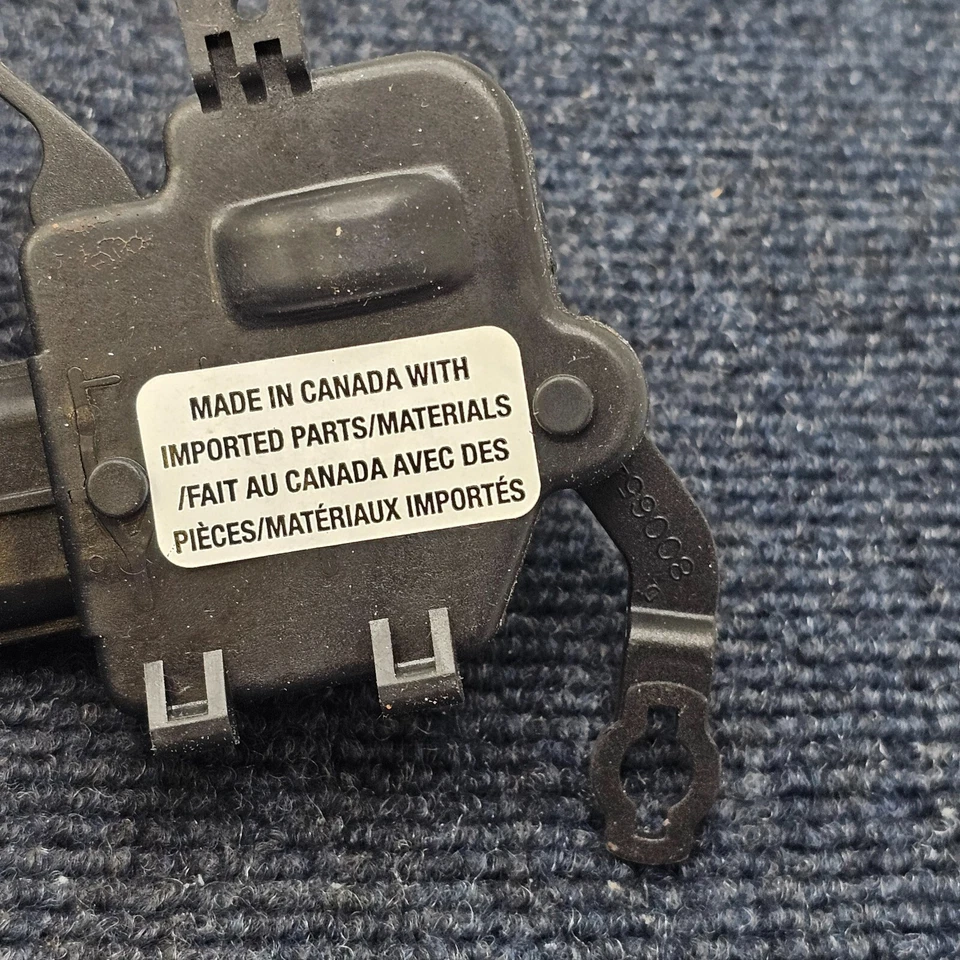 MADE IN CANADA WITH
IMPORTED PARTS/MATERIALS
/FAIT AU CANADA AVEC DES
PIÈCES/MATÉRIAUX IMPORTÉS